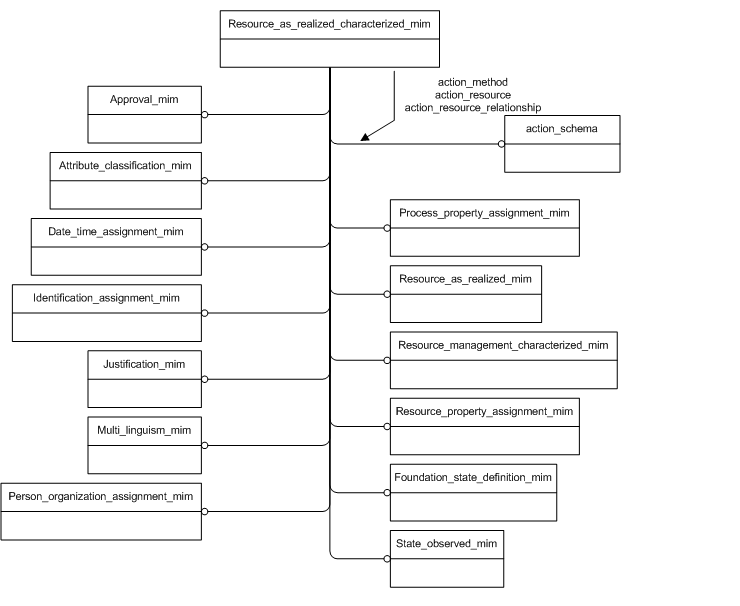 Resource_as_realized_characterized_mim
action_method
action_resource
action_resource_relationship
Approval_mim
action_schema
Attribute_classification_mim
Process_property_assignment_mim
Date_time_assignment_mim
Resource_as_realized_mim
Identification_assignment_mim
Resource_management_characterized_mim
Justification_mim
Resource_property_assignment_mim
Multi_linguism_mim
Foundation_state_definition_mim
Person_organization_assignment_mim
State_observed_mim